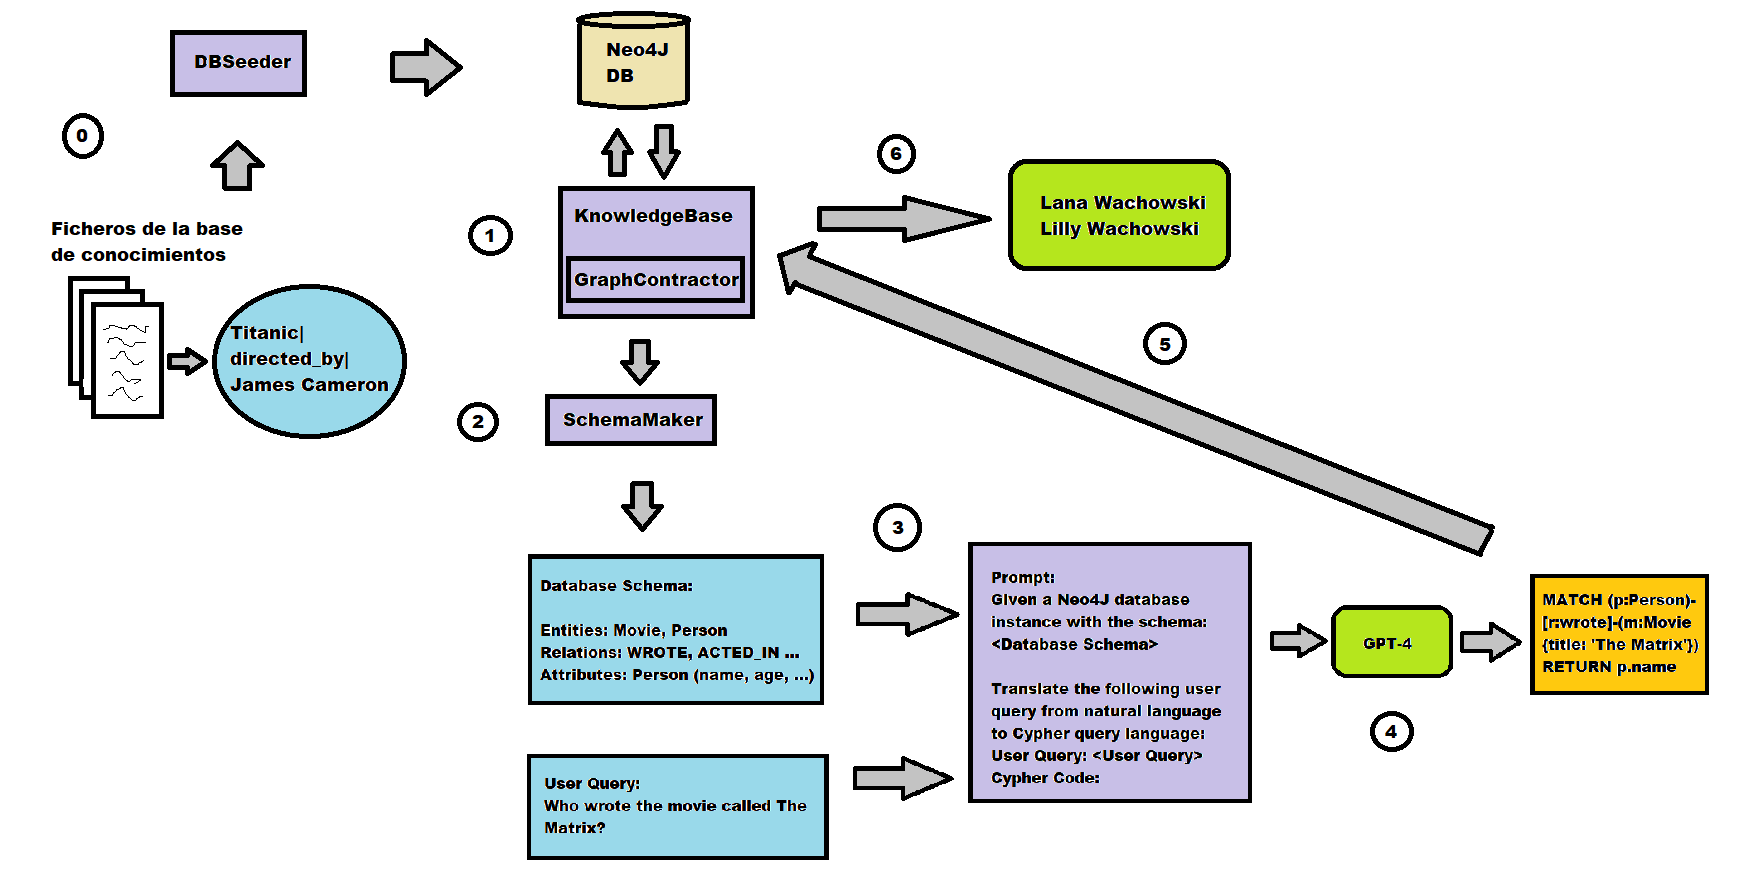 DBSeeder
Neo4J
DB
0
6
Lana Wachowski
Lilly Wachowski
KnowledgeBase
1
GraphContractor
Ficheros de la base
de conocimientos
Titanic|
directed_by|
James Cameron
5
2
SchemaMaker
3
Database Schema:
Entities: Movie, Person
Relations: WROTE, ACTED_IN ...
Attributes: Person (name, age, ...)
Prompt:
Given a Neo4J database
instance with the schema:
<Database Schema>
Translate the following user
query from natural language
to Cypher query language:
User Query: <User Query>
Cypher Code:
GPT-4
MATCH (p:Person)-
[r:wrote]-(m:Movie
{title: 'The Matrix'})
RETURN p.name
4
User Query:
Who wrote the movie called The
Matrix?